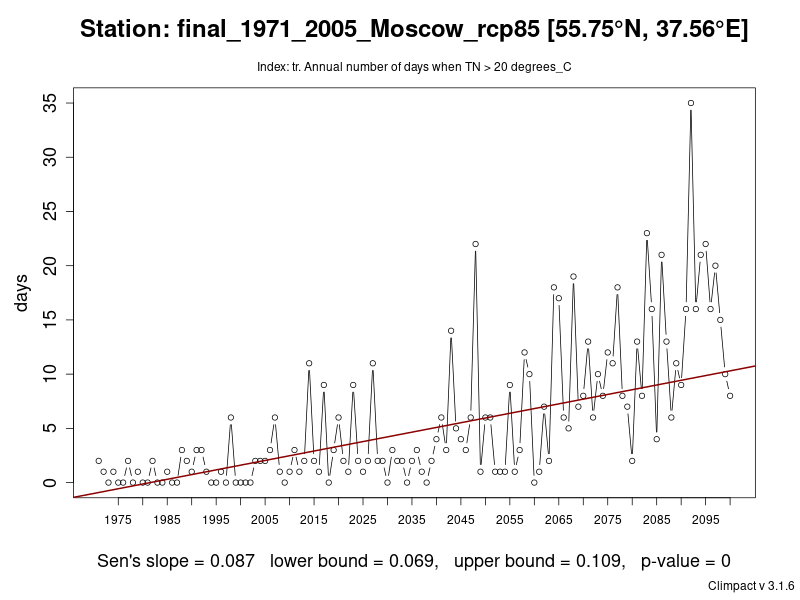 Station: final_1971_2005_Moscow_rcp85 [55.75°N, 37.56°E]
Index: tr. Annual number of days when TN > 20 degrees_C
35
30
25
20
15
10
5
0
days
1975 1985 1995 2005 2015 2025 2035 2045 2055 2065 2075 2085 2095
Sen's slope = 0.087 lower bound = 0.069, upper bound = 0.109, p-value = 0
Climpact v 3.1.6